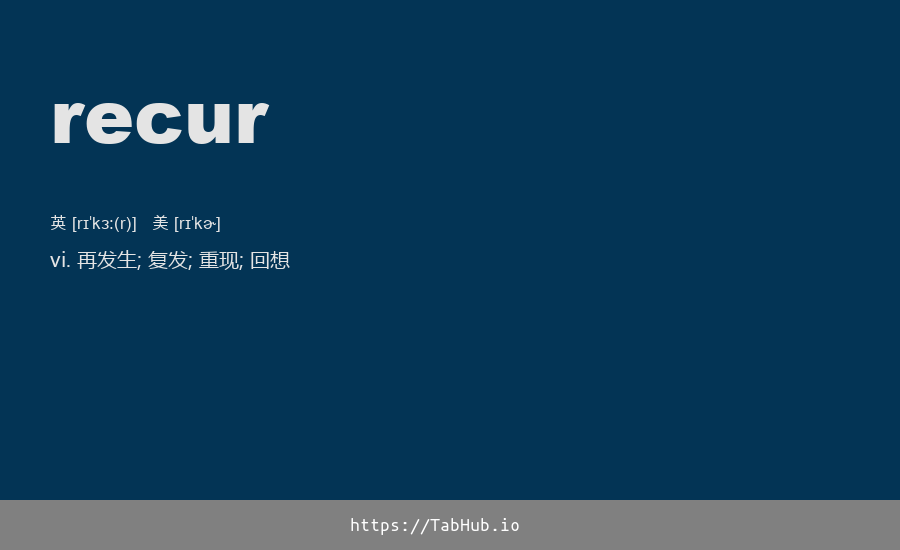 recur
英 [rɪˈkɜː(r)] 美 [rɪˈkɚ]
vi. 再发生; 复发; 重现; 回想
https://TabHub.io